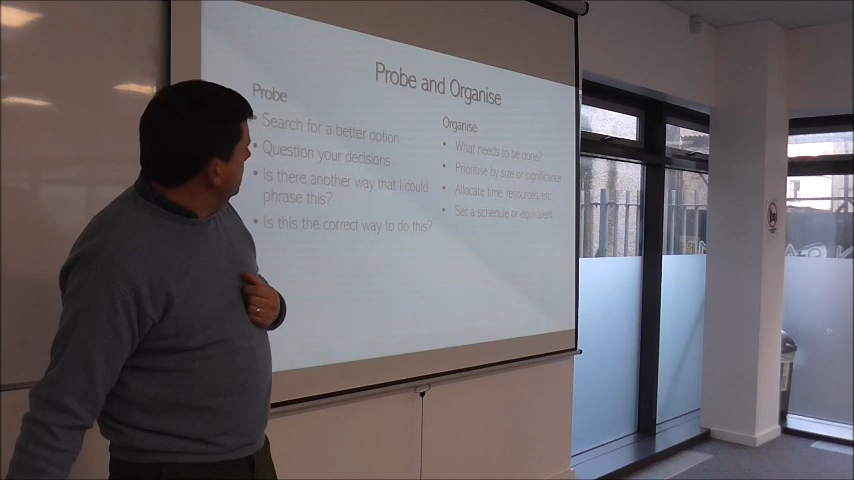 Probe and Organise
Probe
• Search for a better option
• Question your decisions
• Is there another way that I could
phrase this?
• Is this the correct way to do this?
Organise
• What needs to be done?
• Prioritise by size or significance
• Allocate time, resources, etc.
• Set a schedule or equivalent